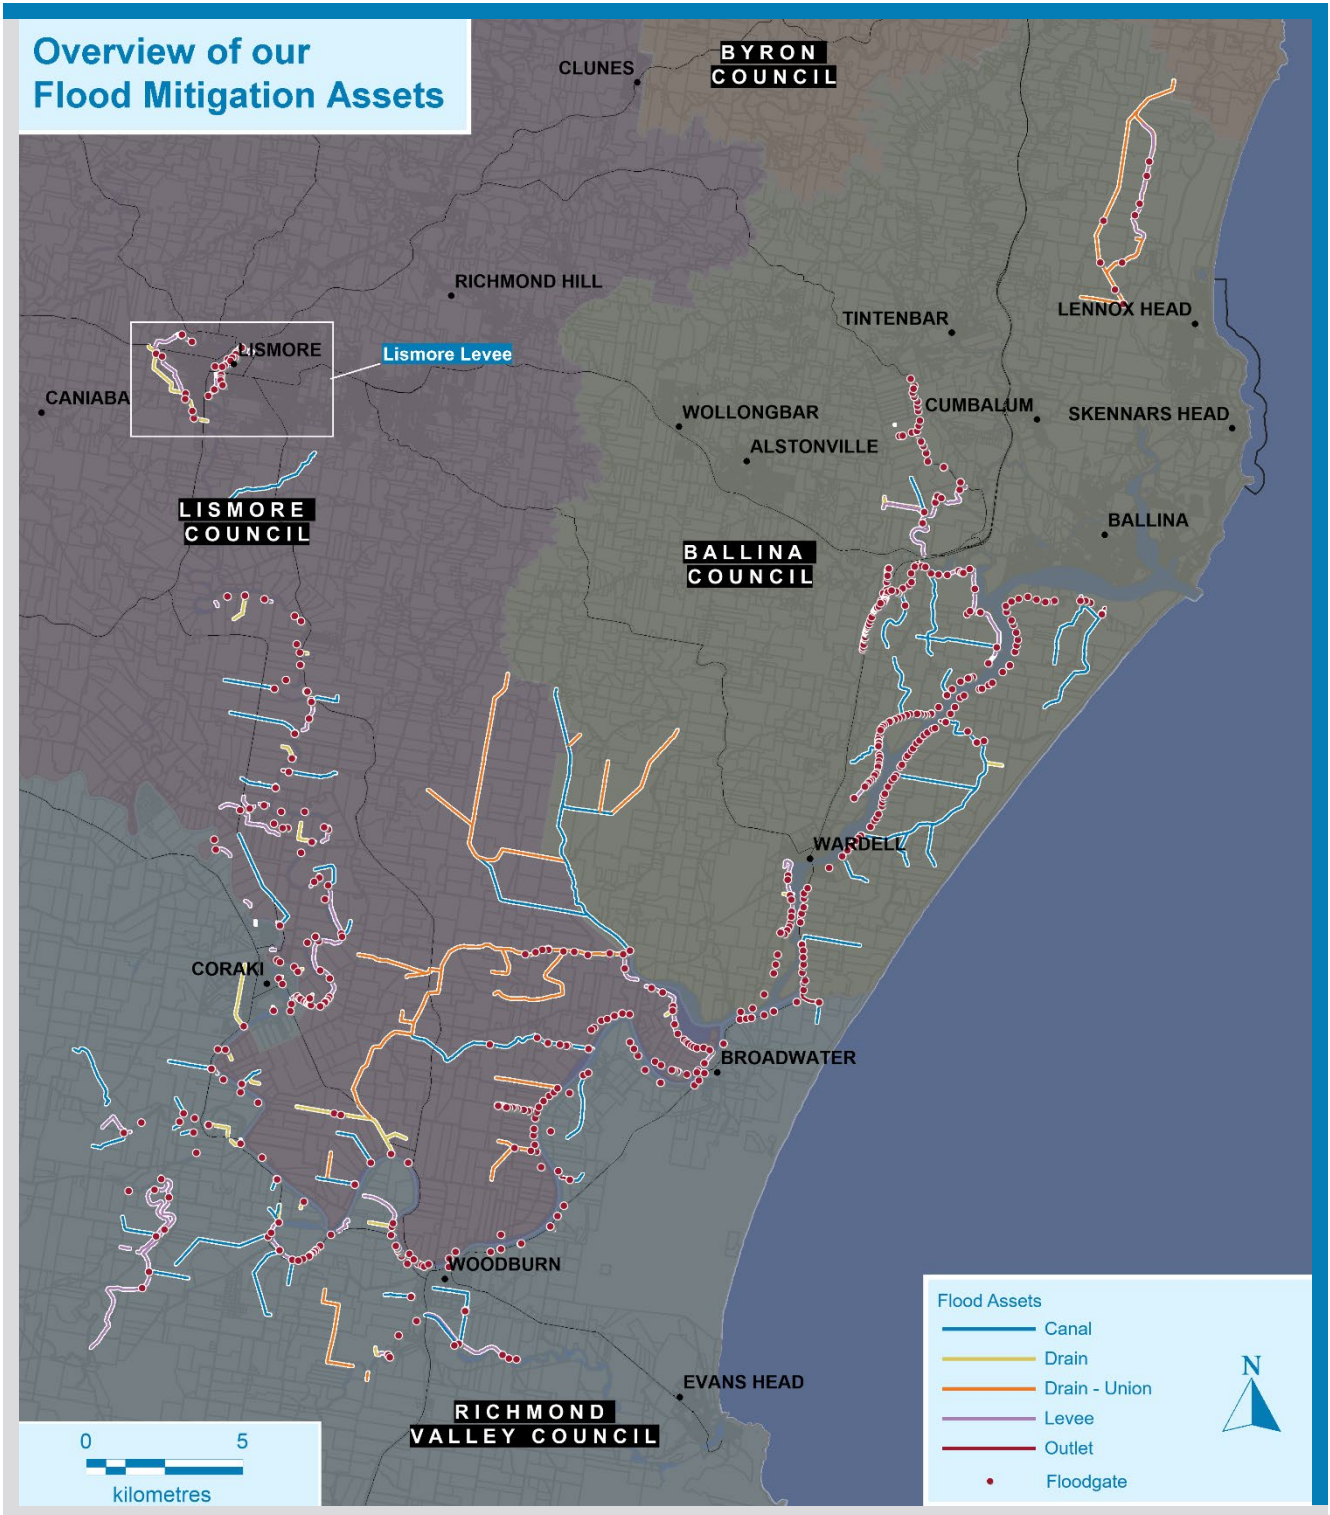 Overview of our
Flood Mitigation Assets
BYRON
COUNCIL
CLUNES
RICHMOND HILL
LENNOX HEAD
TINTENBAR
LISMORE
Lismore Levee
CANIABA
WOLLONGBAR
CUMBALUM
SKENNARS HEAD
ALSTONVILLE
LISMORE
COUNCIL
BALLINA
BALLINA
COUNCIL
WARDELL
CORAKI
BROADWATER
WOODBURN
EVANS HEAD
RICHMOND
VALLEY COUNCIL
0 5
kilometres
Flood Assets
Canal
Drain
Drain - Union
Levee
Outlet
Floodgate
N